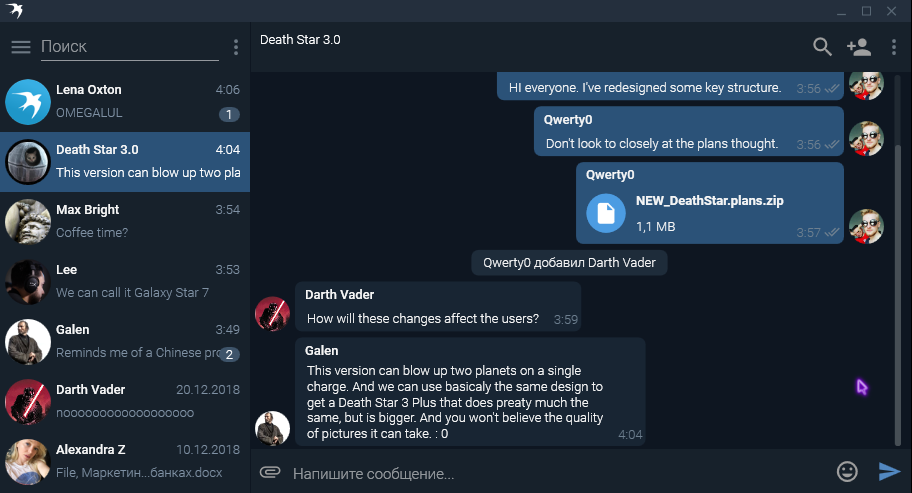 Поиск
Lena Oxton 4:06
OMEGALUL 1
Death Star 3.0 4:04
This version can blow up two pla
Max Bright 3:54
Coffee time?
Lee 3:53
We can call it Galaxy Star 7
Galen 3:49
Reminds me of a Chinese pro 2
Darth Vader 20.12.2018
noooooooooooooooooo
Alexandra Z 10.12.2018
File, Маркетин...банках.docx
Death Star 3.0
HI everyone. I've redesigned some key structure. 3:56
Qwerty0
Don't look to closely at the plans thought. 3:56
Qwerty0
NEW_DeathStar.plans.zip
1,1 MB 3:57
Qwerty0 добавил Darth Vader
Darth Vader
How will these changes affect the users? 3:59
Galen
This version can blow up two planets on a single
charge. And we can use basicaly the same design to
get a Death Star 3 Plus that does preaty much the
same, but is bigger. And you won't believe the quality
of pictures it can take. : 0 4:04
Напишите сообщение...